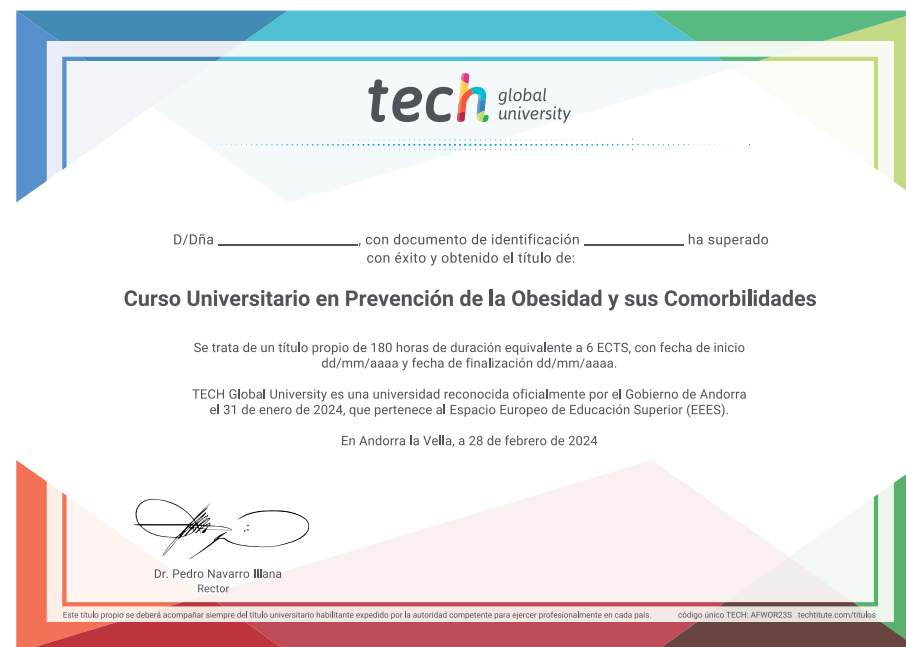 tech global university
D/Dña ____________________, con documento de identificación ______________ ha superado
con éxito y obtenido el título de:
Curso Universitario en Prevención de la Obesidad y sus Comorbilidades
Se trata de un título propio de 180 horas de duración equivalente a 6 ECTS, con fecha de inicio
dd/mm/aaaa y fecha de finalización dd/mm/aaaa.
TECH Global University es una universidad reconocida oficialmente por el Gobierno de Andorra
el 31 de enero de 2024, que pertenece al Espacio Europeo de Educación Superior (EEES).
En Andorra la Vella, a 28 de febrero de 2024
Dr. Pedro Navarro Illana
Rector
Este título propio se deberá acompañar siempre del título universitario habilitante expedido por la autoridad competente para ejercer profesionalmente en cada país. código único TECH: AFWOR23S techtitute.com/titulos